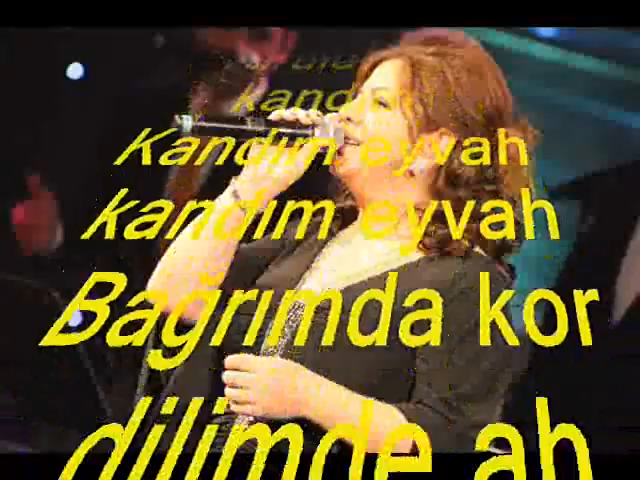 kandım
Kandım eyvah
kandım eyvah
Bağrımda kor
dilimde ah